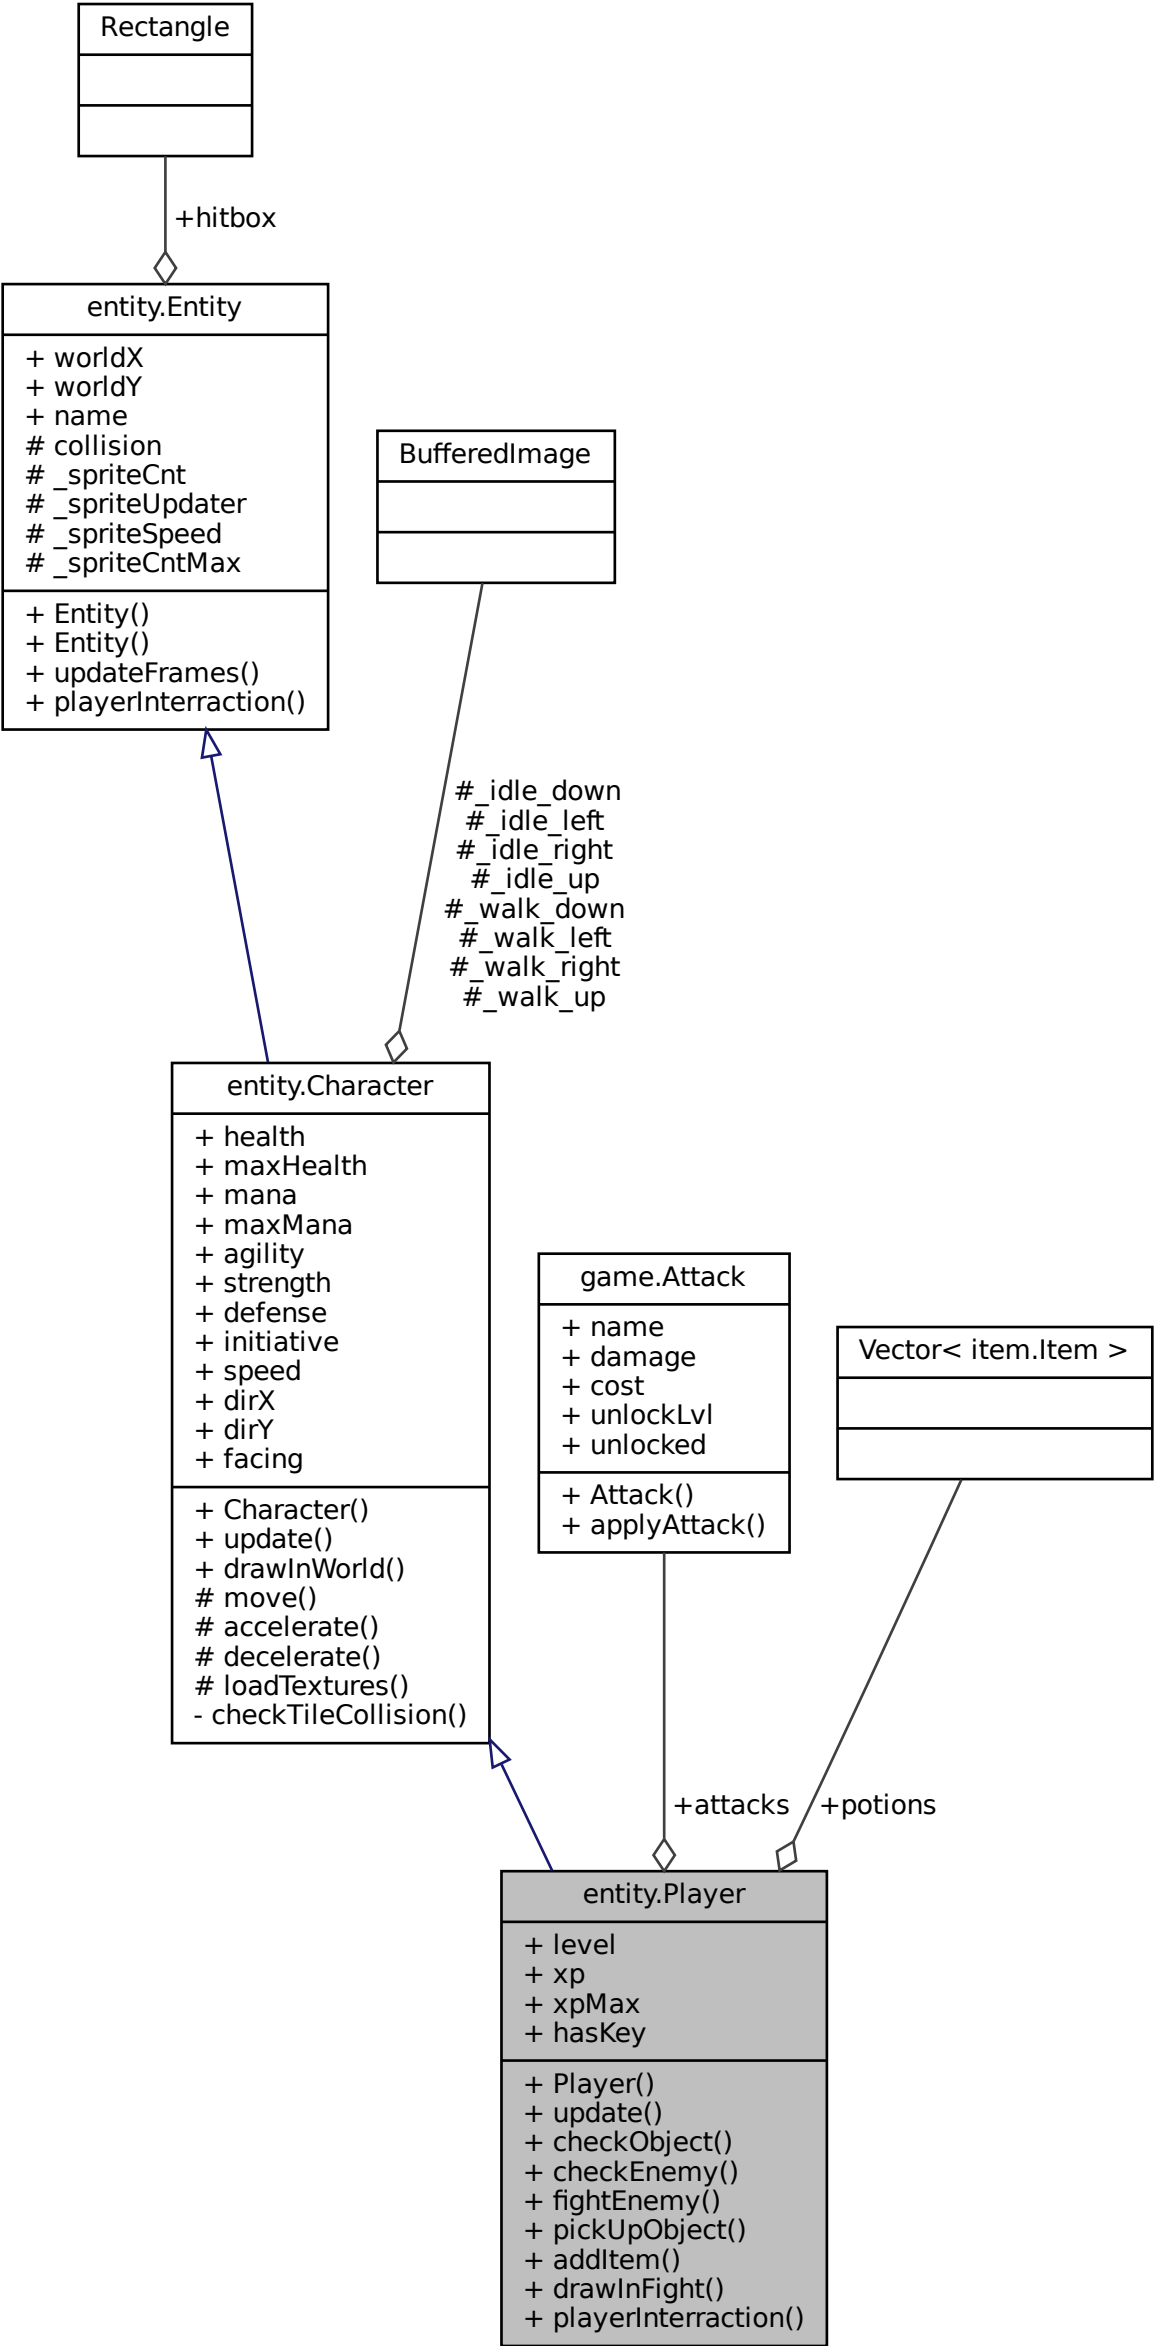 Rectangle
+hitbox
entity.Entity
+ worldX
+ worldY
+ name
# collision
# _spriteCnt
# _spriteUpdater
# _spriteSpeed
# _spriteCntMax
+ Entity()
+ Entity()
+ updateFrames()
+ playerInterraction()
BufferedImage
#_idle_down
#_idle_left
#_idle_right
#_idle_up
#_walk_down
#_walk_left
#_walk_right
#_walk_up
entity.Character
+ health
+ maxHealth
+ mana
+ maxMana
+ agility
+ strength
+ defense
+ initiative
+ speed
+ dirX
+ dirY
+ facing
+ Character()
+ update()
+ drawInWorld()
# move()
# accelerate()
# decelerate()
# loadTextures()
- checkTileCollision()
game.Attack
+ name
+ damage
+ cost
+ unlockLvl
+ unlocked
+ Attack()
+ applyAttack()
Vector< item.Item >
+attacks
+potions
entity.Player
+ level
+ xp
+ xpMax
+ hasKey
+ Player()
+ update()
+ checkObject()
+ checkEnemy()
+ fightEnemy()
+ pickUpObject()
+ addItem()
+ drawInFight()
+ playerInterraction()